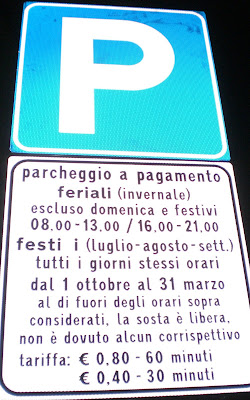 P
parcheggio a pagamento
feriali (invernale)
escluso domenica e festivi
08.00-13.00 / 16.00-21.00
festi i (luglio-agosto-sett.)
tutti i giorni stessi orari
dal 1 ottobre al 31 marzo
al di fuori degli orari sopra
considerati, la sosta è libera,
non è dovuto alcun corrispettivo
tariffa: € 0,80 - 60 minuti
€ 0,40 - 30 minuti